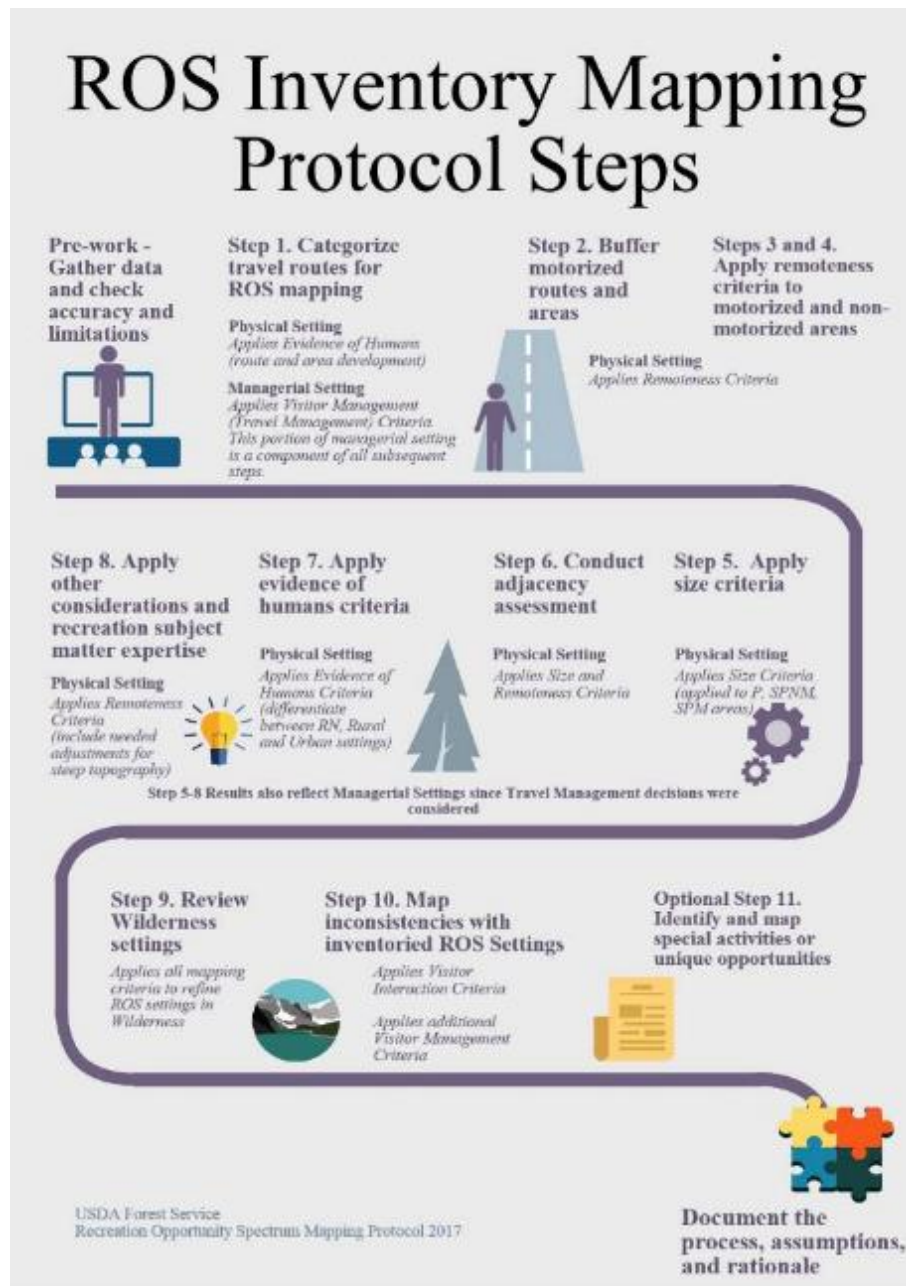 ROS Inventory Mapping
Protocol Steps
Pre-work -
Gather data
and check
accuracy and
limitations
Step 1. Categorize
travel routes for
ROS mapping
Physical Setting
Applies Evidence of Humans
(route and area development)
Managerial Setting
Applies Visitor Management
(Travel Management) Criteria.
This portion of managerial setting
is a component of all subsequent
steps.
Step 2. Buffer
motorized
routes and
areas
Steps 3 and 4.
Apply remoteness
criteria to
motorized and non-
motorized areas
Physical Setting
Applies Remoteness Criteria
Step 8. Apply
other
considerations and
recreation subject
matter expertise
Physical Setting
Applies Remoteness
Criteria
(include needed
adjustments for
steep topography)
Step 7. Apply
evidence of
humans criteria
Physical Setting
Applies Evidence of
Humans Criteria
(differentiate
between RN, Rural
and Urban settings)
Step 6. Conduct
adjacency
assessment
Physical Setting
Applies Size and
Remoteness Criteria
Step 5. Apply
size criteria
Physical Setting
Applies Size Criteria
(applied to P, SPNM,
SPM areas)
Step 5-8 Results also reflect Managerial Settings since Travel Management decisions were
considered
Step 9. Review
Wilderness
settings
Applies all mapping
criteria to refine
ROS settings in
Wilderness
Step 10. Map
inconsistencies with
inventoried ROS Settings
Applies Visitor
Interaction Criteria
Applies additional
Visitor Management
Criteria
Optional Step 11.
Identify and map
special activities or
unique opportunities
USDA Forest Service
Recreation Opportunity Spectrum Mapping Protocol 2017
Document the
process, assumptions,
and rationale